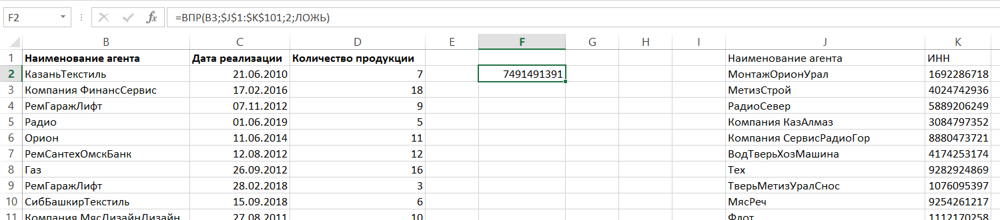 F2 fx =ВПР(B3;$J$1:$K$101;2;ЛОЖЬ)
B C D E F G H I J K
1 Наименование агента Дата реализации Количество продукции Наименование агента ИНН
2 КазаньТекстиль 21.06.2010 7 7491491391 МонтажОрионУрал 1692286718
3 Компания ФинансСервис 17.02.2016 18 МетизСтрой 4024742936
4 РемГаражЛифт 07.11.2012 9 РадиоСевер 5889206249
5 Радио 01.06.2019 5 Компания КазАлмаз 3084797352
6 Орион 11.06.2014 11 Компания СервисРадиоГор 8880473721
7 РемСантехОмскБанк 12.08.2012 12 ВодТверьХозМашина 4174253174
8 Газ 26.09.2012 16 Тех 9282924869
9 РемГаражЛифт 28.02.2018 3 ТверьМетизУралСнос 1076095397
10 СибБашкирТекстиль 15.09.2018 6 МясРеч 9254261217
11 Компания МясДизайнДизайн 27.08.2011 10 Флот 1112170258